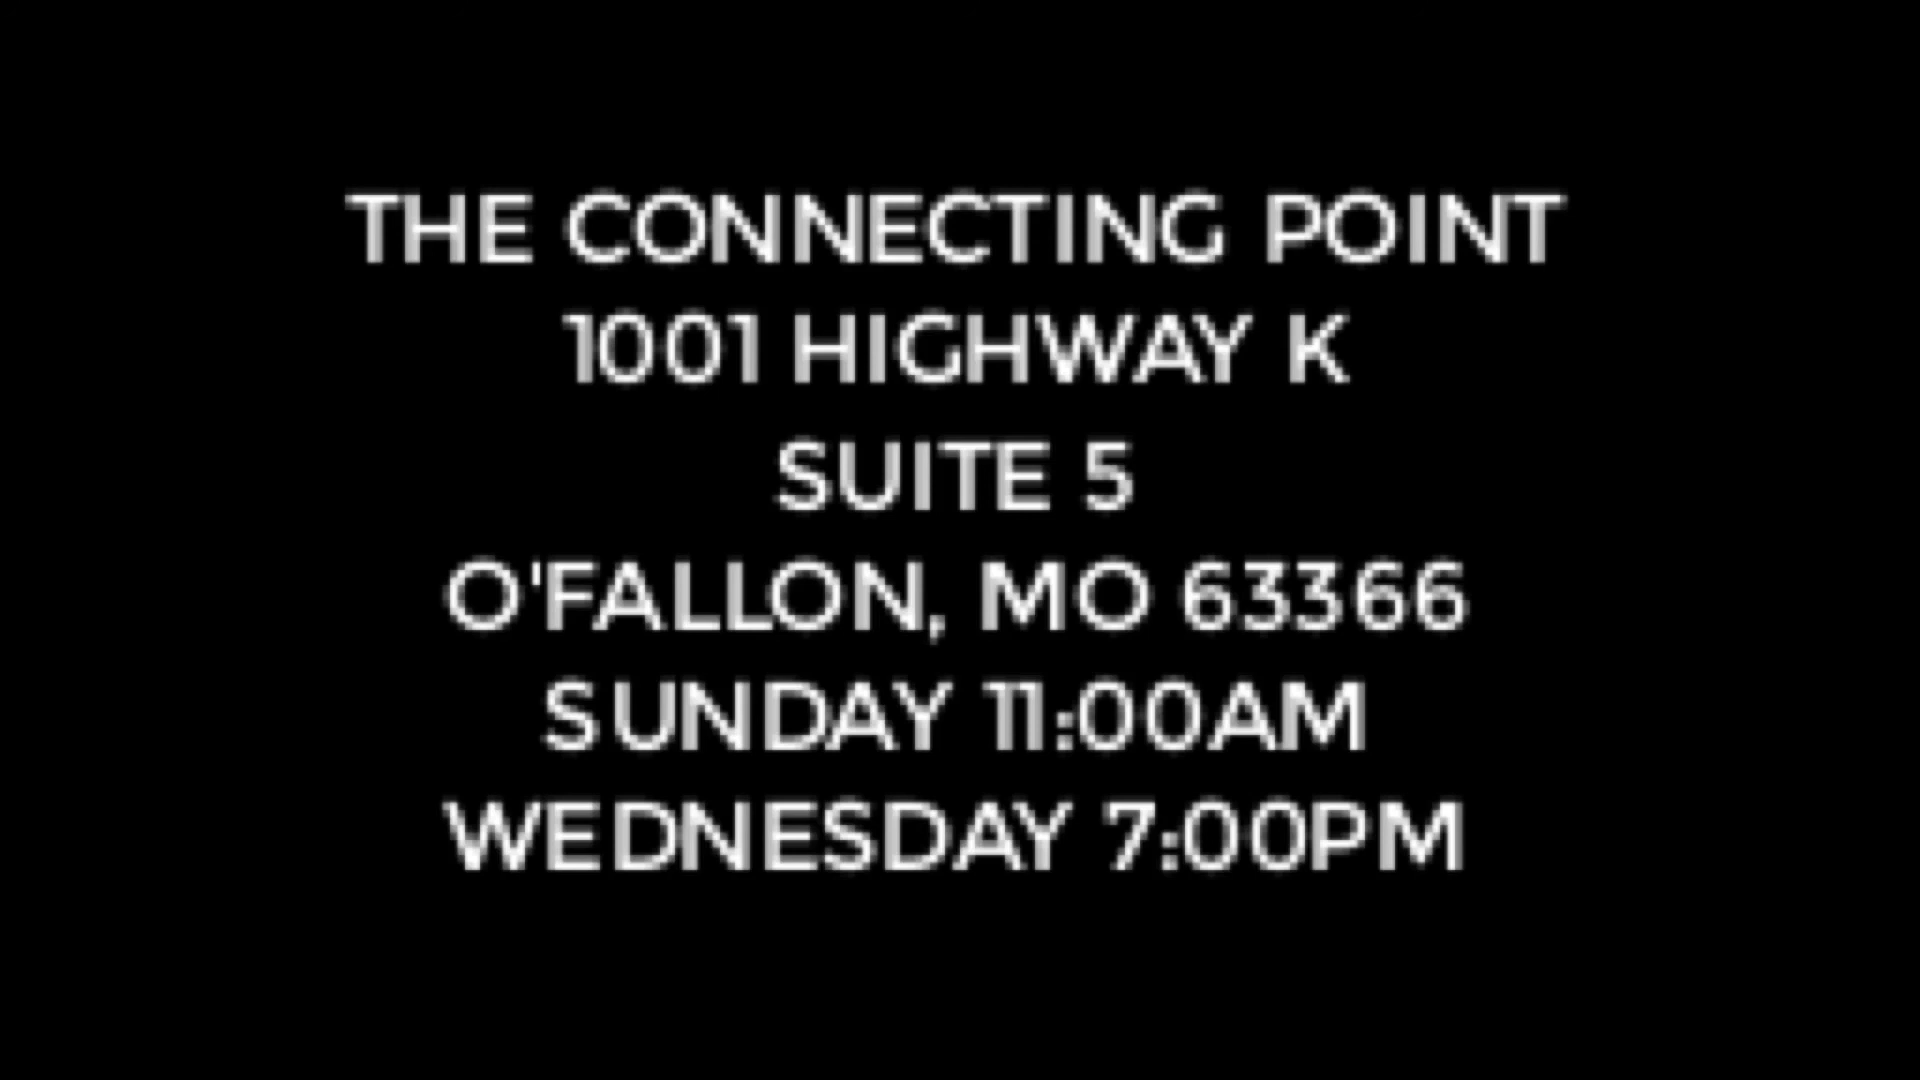 THE CONNECTING POINT
1001 HIGHWAY K
SUITE 5
O'FALLON, MO 63366
SUNDAY 11:00AM
WEDNESDAY 7:00PM